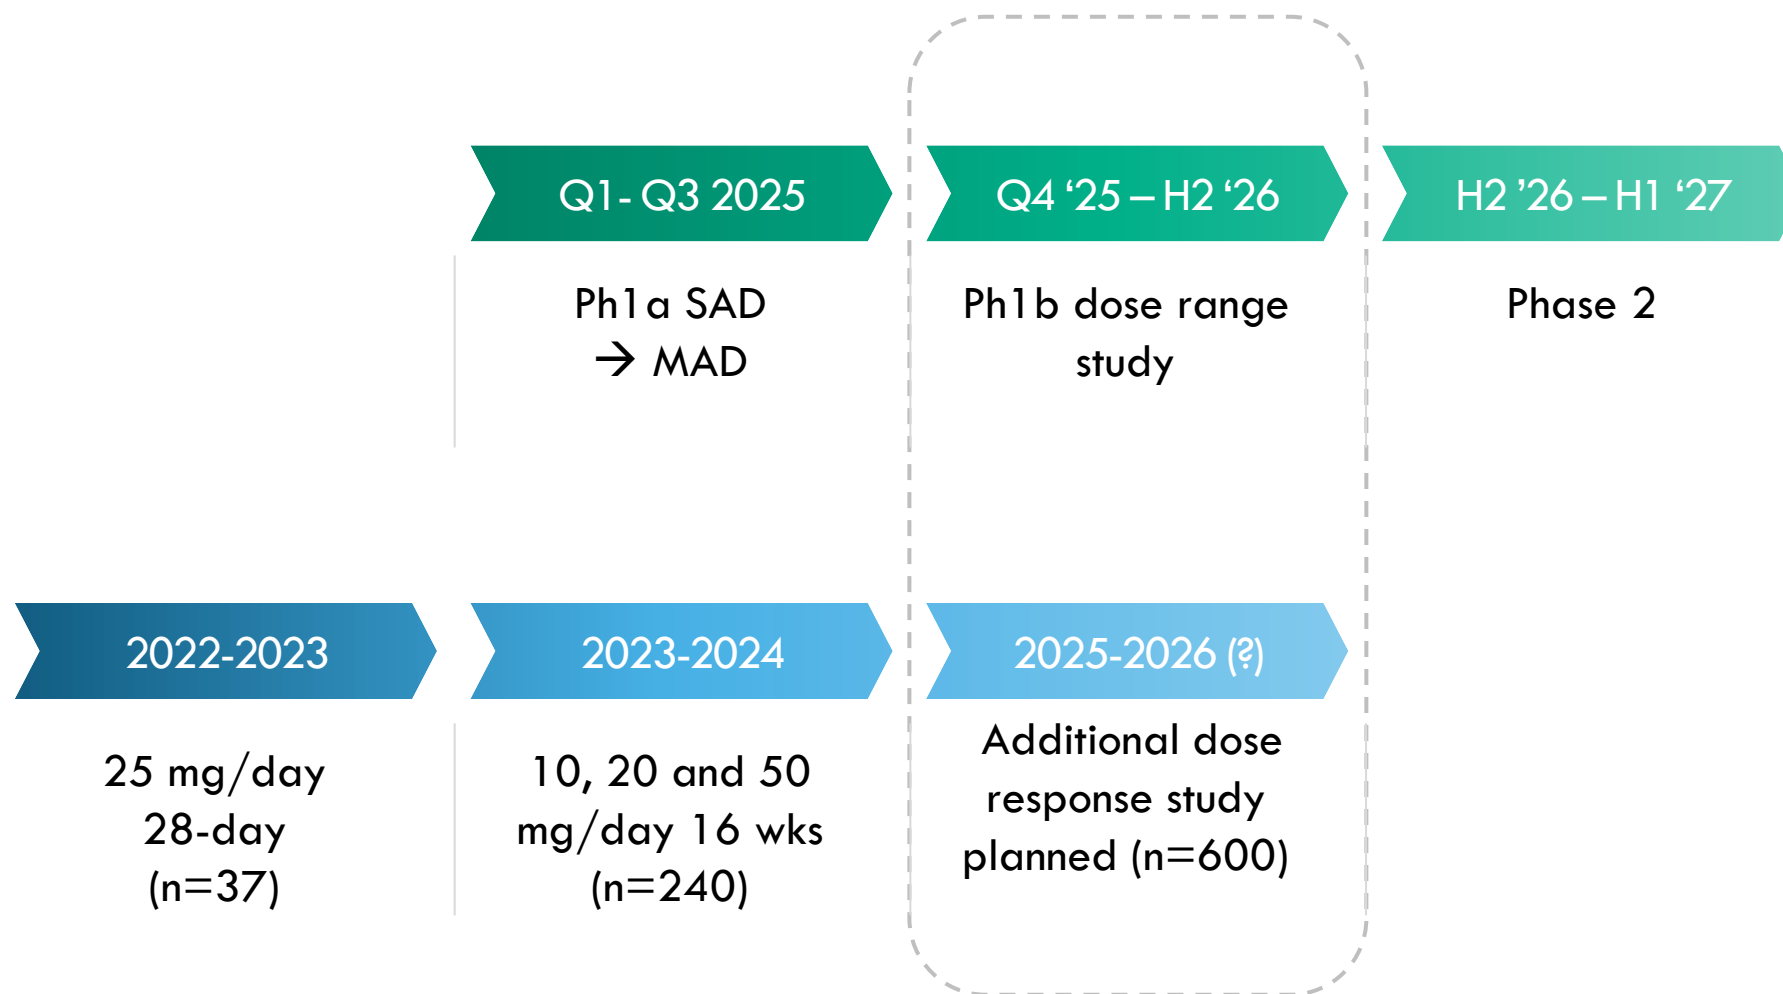 Q1- Q3 2025
Q4 ‘25 – H2 ‘26
H2 ’26 – H1 ‘27
Ph1a SAD
→ MAD
Ph1b dose range
study
Phase 2
2022-2023
2023-2024
2025-2026 (?)
25 mg/day
28-day
(n=37)
10, 20 and 50
mg/day 16 wks
(n=240)
Additional dose
response study
planned (n=600)